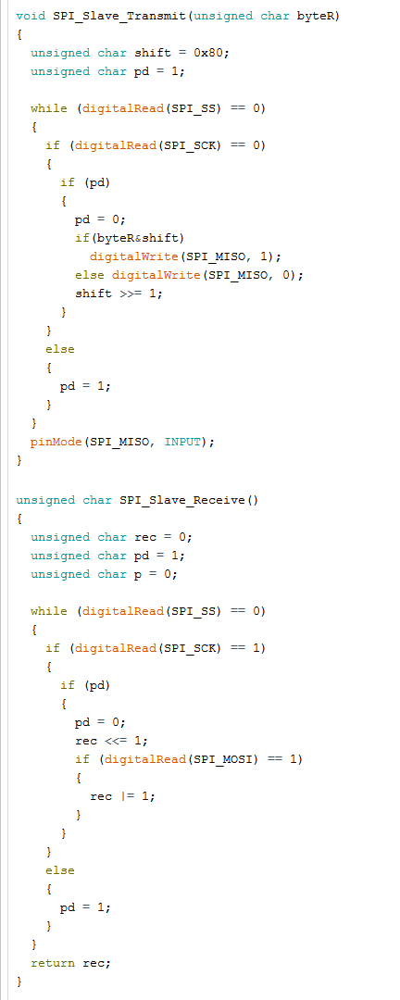 void SPI_Slave_Transmit(unsigned char byteR)
{
  unsigned char shift = 0x80;
  unsigned char pd = 1;

  while (digitalRead(SPI_SS) == 0)
  {
    if (digitalRead(SPI_SCK) == 0)
    {
      if (pd)
      {
        pd = 0;
        if(byteR&shift)
          digitalWrite(SPI_MISO, 1);
        else digitalWrite(SPI_MISO, 0);
        shift >>= 1;
      }
    }
    else
    {
      pd = 1;
    }
  }
  pinMode(SPI_MISO, INPUT);
}

unsigned char SPI_Slave_Receive()
{
  unsigned char rec = 0;
  unsigned char pd = 1;
  unsigned char p = 0;

  while (digitalRead(SPI_SS) == 0)
  {
    if (digitalRead(SPI_SCK) == 1)
    {
      if (pd)
      {
        pd = 0;
        rec <<= 1;
        if (digitalRead(SPI_MOSI) == 1)
        {
          rec |= 1;
        }
      }
    }
    else
    {
      pd = 1;
    }
  }
  return rec;
}